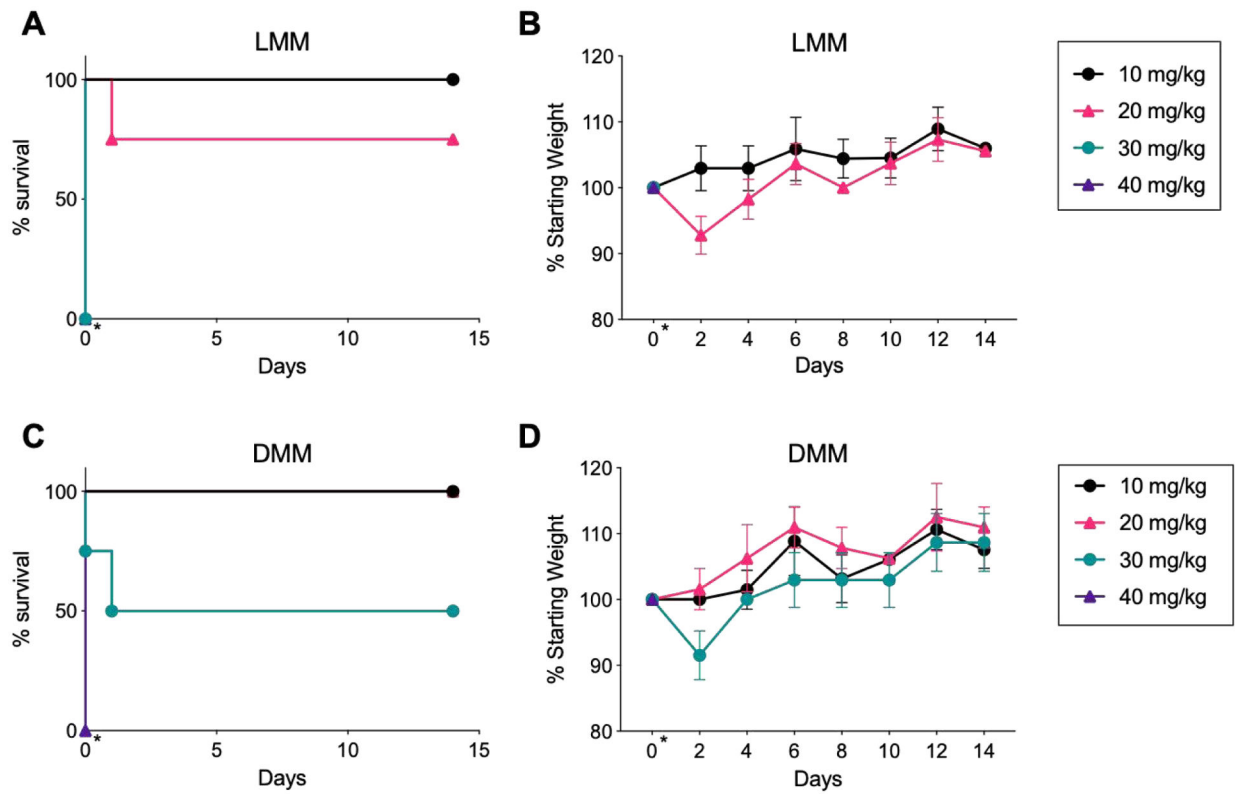 A
LMM
% survival
100
50
0
0 * 5 10 15
Days
B
LMM
% Starting Weight
120
110
100
90
80
0 * 2 4 6 8 10 12 14
Days
10 mg/kg
20 mg/kg
30 mg/kg
40 mg/kg
C
DMM
% survival
100
50
0
0 * 5 10 15
Days
D
DMM
% Starting Weight
120
110
100
90
80
0 * 2 4 6 8 10 12 14
Days
10 mg/kg
20 mg/kg
30 mg/kg
40 mg/kg